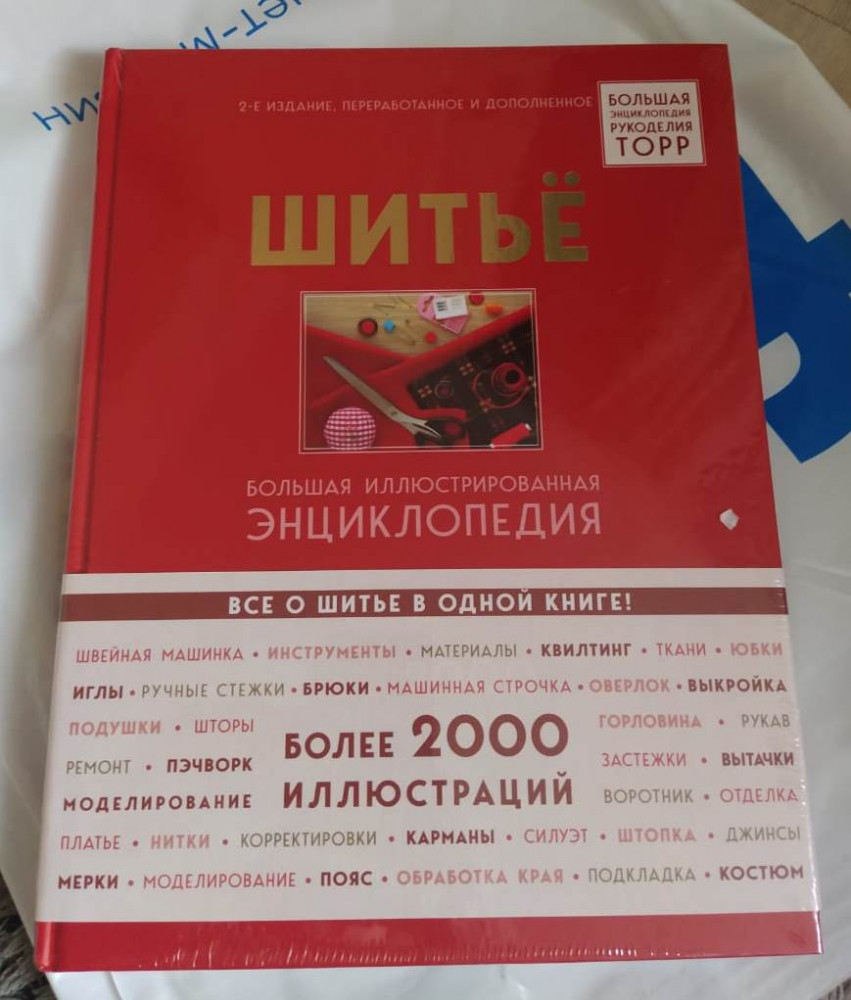 2-Е ИЗДАНИЕ, ПЕРЕРАБОТАННОЕ И ДОПОЛНЕННОЕ
БОЛЬШАЯ
ЭНЦИКЛОПЕДИЯ
РУКОДЕЛИЯ
ТОРР
ШИТЬЁ
БОЛЬШАЯ ИЛЛЮСТРИРОВАННАЯ
ЭНЦИКЛОПЕДИЯ
ВСЕ О ШИТЬЕ В ОДНОЙ КНИГЕ!
ШВЕЙНАЯ МАШИНКА • ИНСТРУМЕНТЫ • МАТЕРИАЛЫ • КВИЛТИНГ • ТКАНИ • ЮБКИ
ИГЛЫ • РУЧНЫЕ СТЕЖКИ • БРЮКИ • МАШИННАЯ СТРОЧКА • ОВЕРЛОК • ВЫКРОЙКА
ПОДУШКИ • ШТОРЫ
РЕМОНТ • ПЭЧВОРК
МОДЕЛИРОВАНИЕ
БОЛЕЕ 2000
ИЛЛЮСТРАЦИЙ
ГОРЛОВИНА • РУКАВ
ЗАСТЕЖКИ • ВЫТАЧКИ
ВОРОТНИК • ОТДЕЛКА
ПЛАТЬЕ • НИТКИ • КОРРЕКТИРОВКИ • КАРМАНЫ • СИЛУЭТ • ШТОПКА • ДЖИНСЫ
МЕРКИ • МОДЕЛИРОВАНИЕ • ПОЯС • ОБРАБОТКА КРАЯ • ПОДКЛАДКА • КОСТЮМ